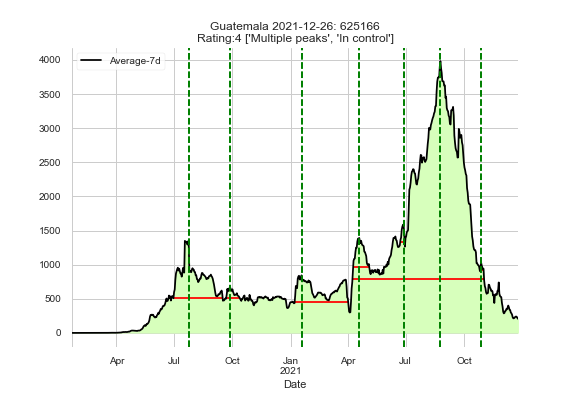 Guatemala 2021-12-26: 625166
Rating:4 ['Multiple peaks', 'In control']
Average-7d
4000
3500
3000
2500
2000
1500
1000
500
0
Apr Jul Oct Jan Apr Jul Oct
2021
Date